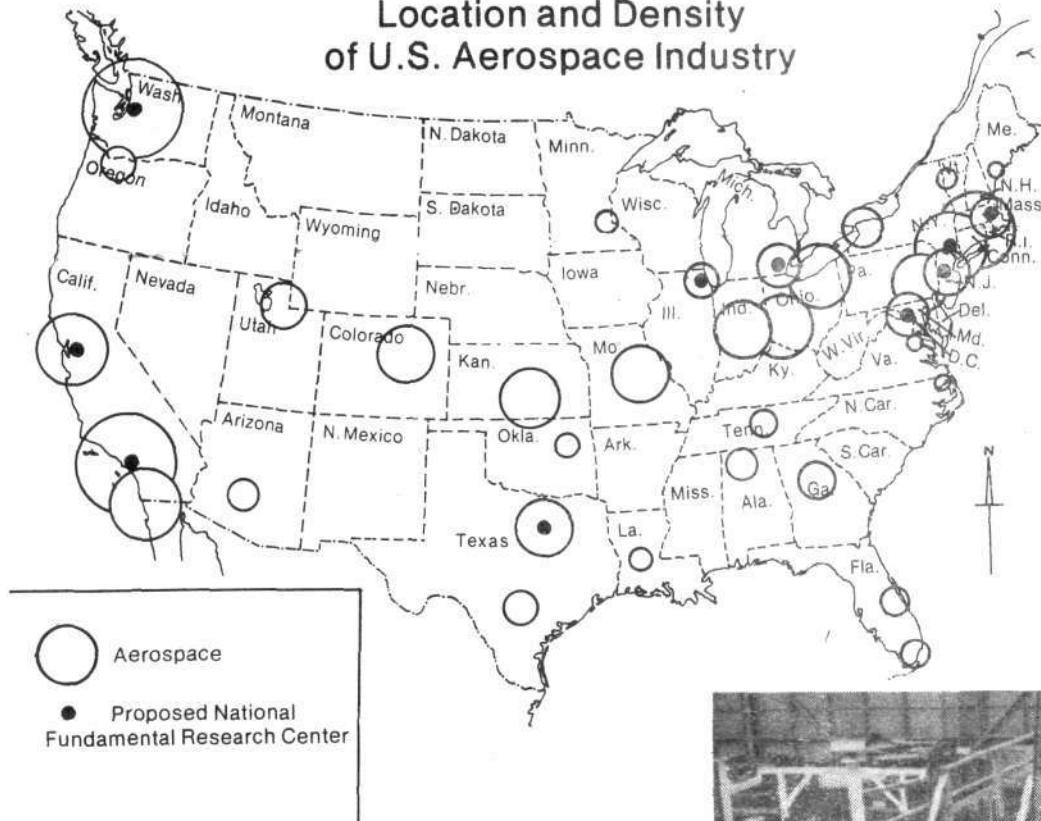 Location and Density
of U.S. Aerospace Industry
Wash.
Montana
N. Dakota
Minn.
Me.
Oregon
Idaho
S. Dakota
Wisc.
Mich.
Vt.
N.H.
Mass.
Wyoming
N.Y.
R.I.
Conn.
Calif.
Nevada
Iowa
Pa.
Nebr.
N.J.
Utah
Colorado
Ill.
Ind.
Ohio.
Del.
Kan.
Mo.
W. Vir.
Va.
Md.
D.C.
Ky.
Arizona
N. Mexico
Okla.
Ark.
Tenn.
N. Car.
S. Car.
N
Miss.
Ala.
Ga.
Texas
La.
Fla.
Aerospace
Proposed National
Fundamental Research Center